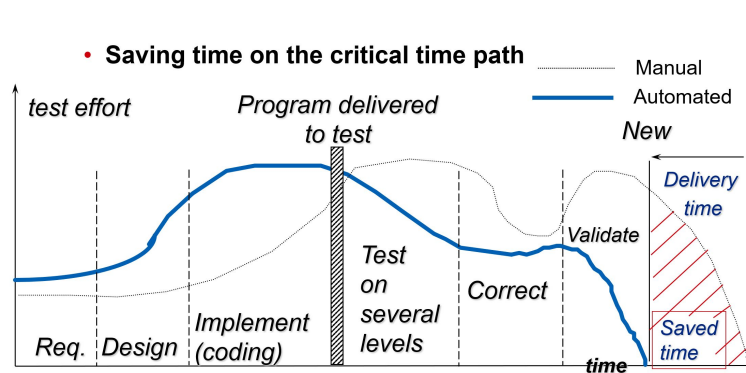 • Saving time on the critical time path
Manual
Automated
test effort
Program delivered
to test
New
Delivery
time
Validate
Test
on
several
levels
Correct
Implement
(coding)
Req.
Design
Saved
time
time